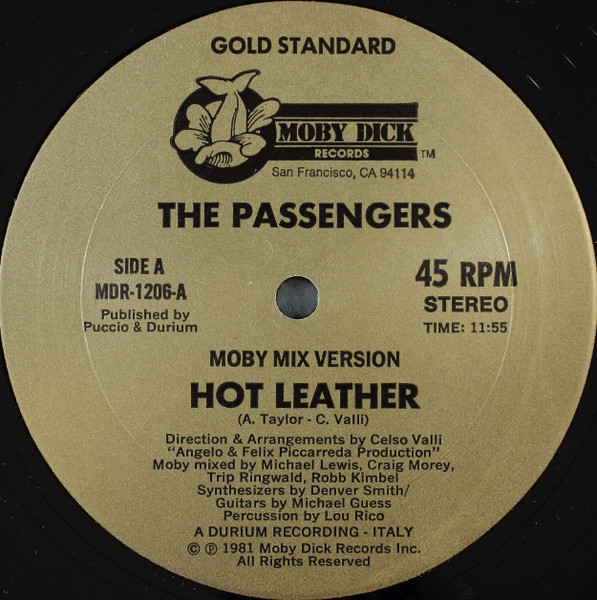 GOLD STANDARD
MOBY DICK
RECORDS
TM
San Francisco, CA 94114
THE PASSENGERS
SIDE A
MDR-1206-A
Published by
Puccio & Durium
45 RPM
STEREO
TIME: 11:55
MOBY MIX VERSION
HOT LEATHER
(A. Taylor - C. Valli)
Direction & Arrangements by Celso Valli
"Angelo & Felix Piccarreda Production"
Moby mixed by Michael Lewis, Craig Morey,
Trip Ringwald, Robb Kimbel
Synthesizers by Denver Smith/
Guitars by Michael Guess
Percussion by Lou Rico
A DURIUM RECORDING - ITALY
© ℗ 1981 Moby Dick Records Inc.
All Rights Reserved